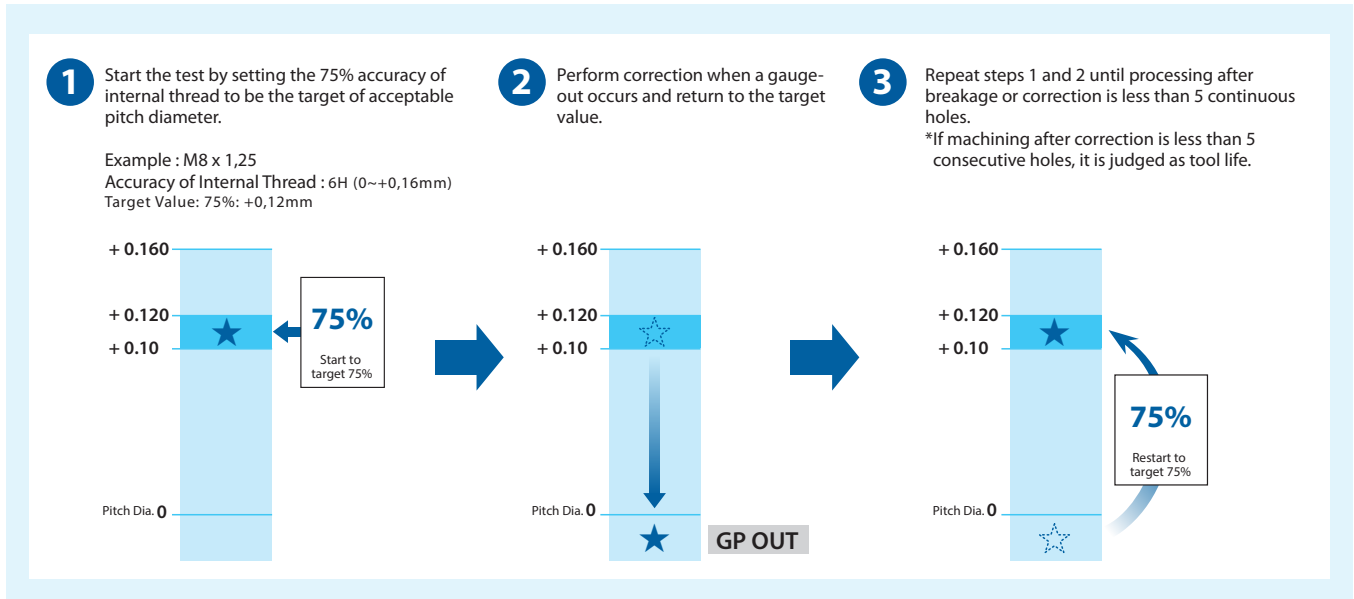 1
Start the test by setting the 75% accuracy of
internal thread to be the target of acceptable
pitch diameter.
Example : M8 x 1,25
Accuracy of Internal Thread : 6H (0~+0,16mm)
Target Value: 75%: +0,12mm
+ 0.160
+ 0.120
+ 0.10
Pitch Dia. 0
75%
Start to
target 75%
2
Perform correction when a gauge-
out occurs and return to the target
value.
+ 0.160
+ 0.120
+ 0.10
Pitch Dia. 0
GP OUT
3
Repeat steps 1 and 2 until processing after
breakage or correction is less than 5 continuous
holes.
*If machining after correction is less than 5
consecutive holes, it is judged as tool life.
+ 0.160
+ 0.120
+ 0.10
Pitch Dia. 0
75%
Restart to
target 75%